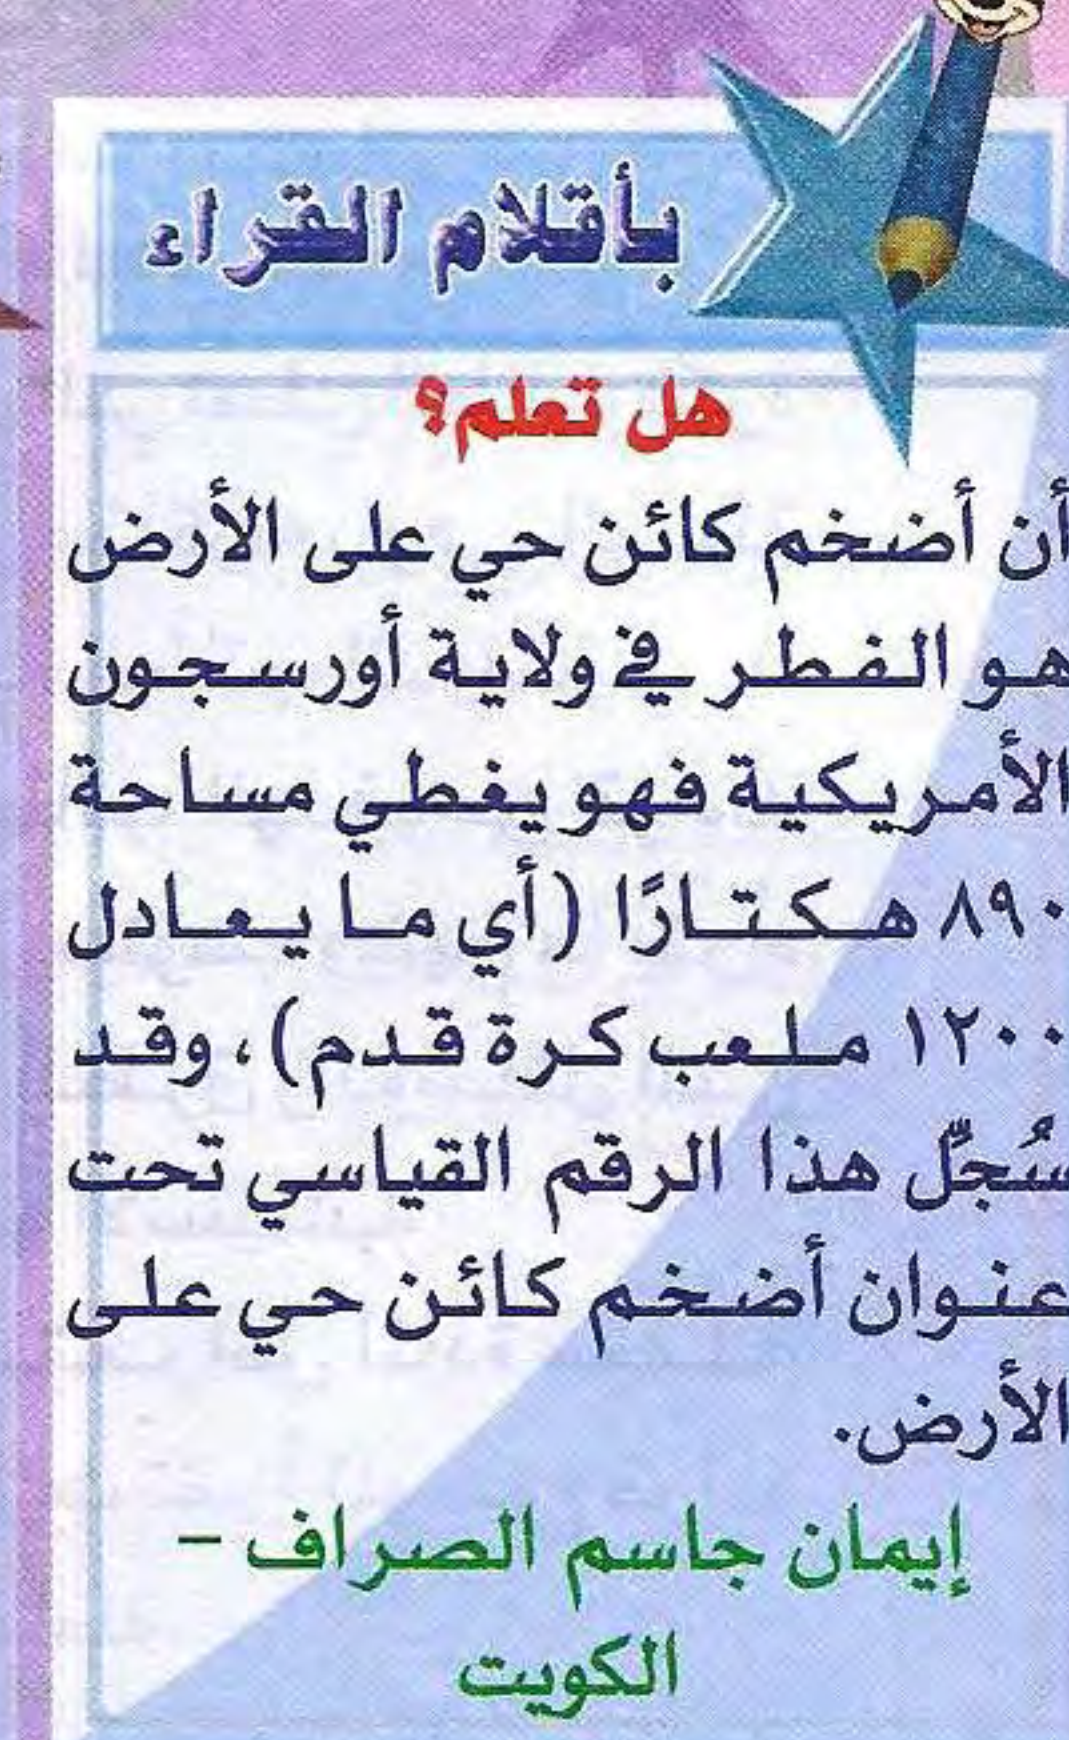 بأقلام القراء
هل تعلم؟
أن أضخم كائن حي على الأرض
هو الفطر في ولاية أورسجون
الأمريكية فهو يغطي مساحة
٨٩٠ هكتارًا (أي ما يعادل
١٢٠٠ ملعب كرة قدم)، وقد
سُجِّل هذا الرقم القياسي تحت
عنوان أضخم كائن حي على
الأرض.
إيمان جاسم الصراف –
الكويت